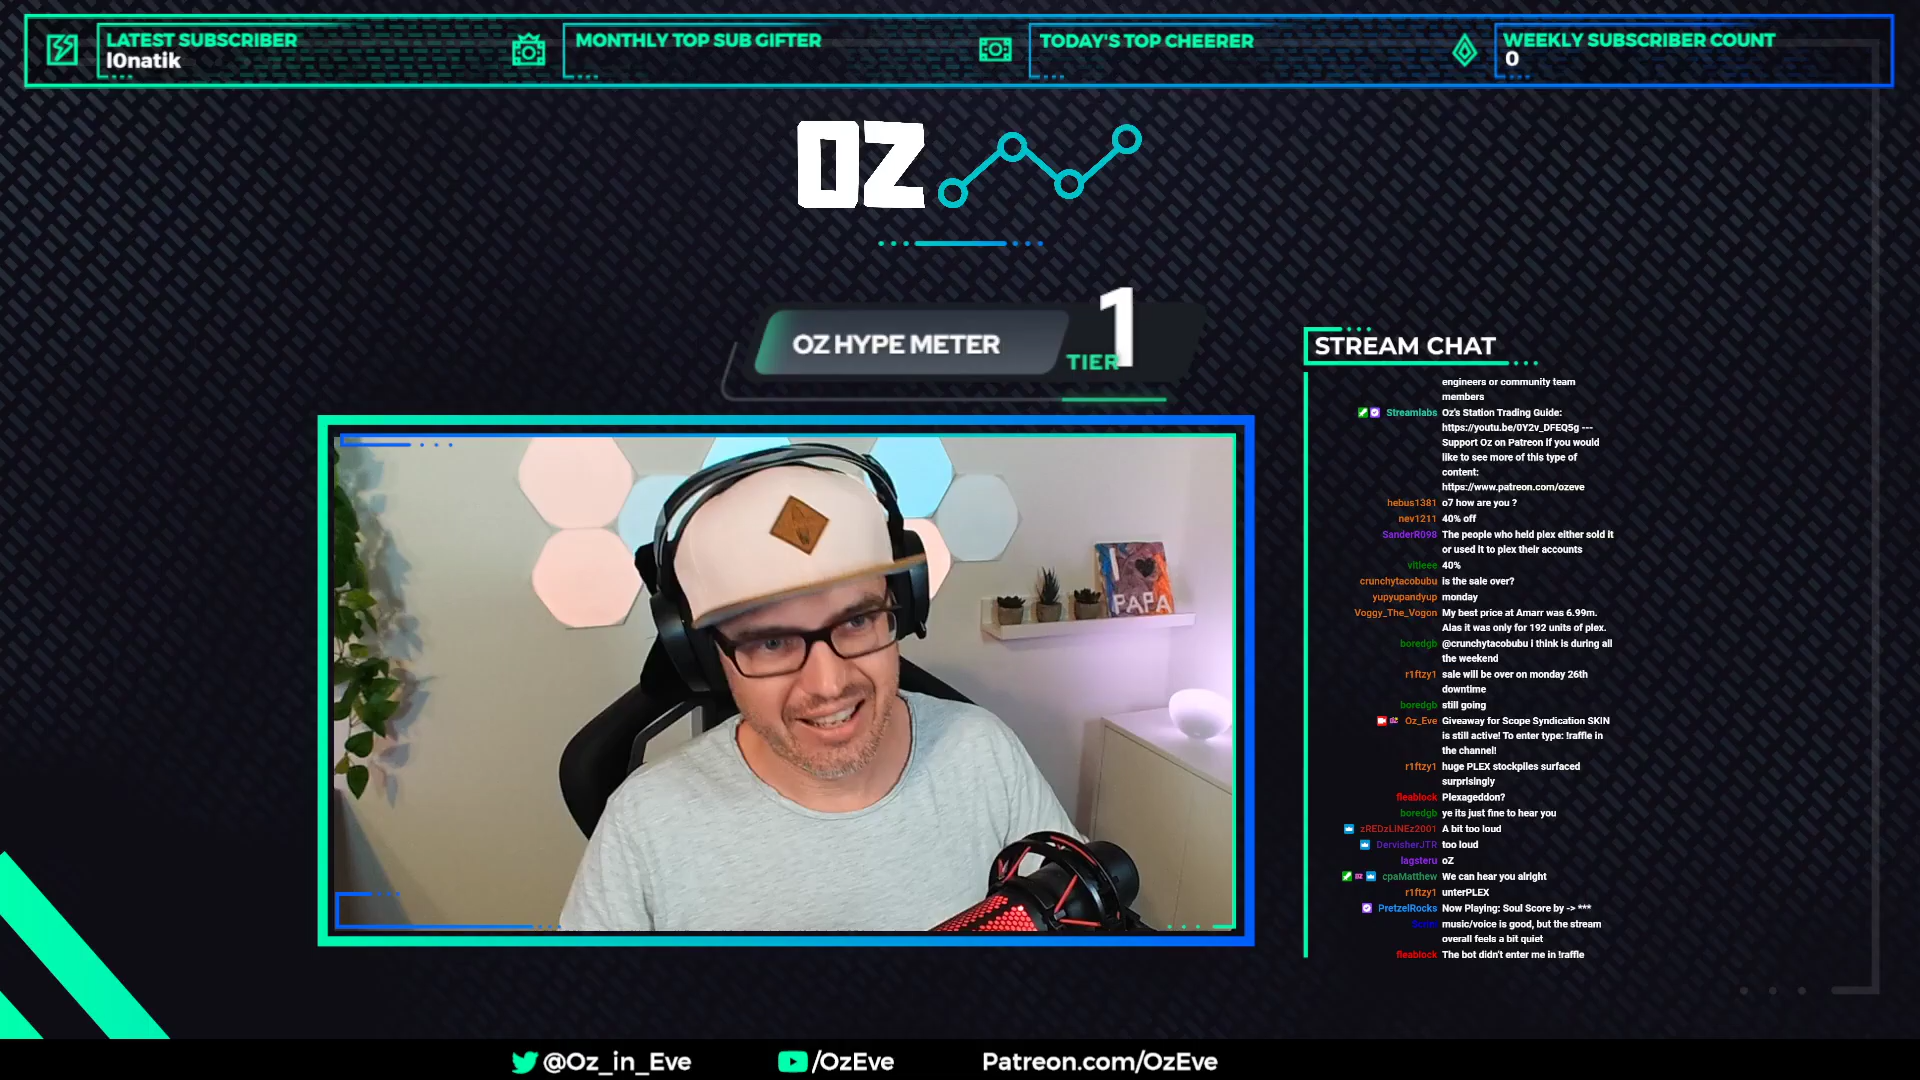 LATEST SUBSCRIBER
l0natik
MONTHLY TOP SUB GIFTER
TODAY'S TOP CHEERER
WEEKLY SUBSCRIBER COUNT
0
OZ
OZ HYPE METER
TIER 1
STREAM CHAT
engineers or community team
members
Streamlabs Oz's Station Trading Guide:
https://youtu.be/0Y2v_DFEQ5g ---
Support Oz on Patreon if you would
like to see more of this type of
content:
https://www.patreon.com/ozeve
hebus1381 o7 how are you ?
nev1211 40% off
SanderR098 The people who held plex either sold it
or used it to plex their accounts
vitleee 40%
crunchytacobubu is the sale over?
yupyupandyup monday
Voggy_The_Vogon My best price at Amarr was 6.99m.
Alas it was only for 192 units of plex.
boredgb @crunchytacobubu i think is during all
the weekend
r1ftzy1 sale will be over on monday 26th
downtime
boredgb still going
Oz_Eve Giveaway for Scope Syndication SKIN
is still active! To enter type: !raffle in
the channel!
r1ftzy1 huge PLEX stockpiles surfaced
surprisingly
fleablock Plexageddon?
boredgb ye its just fine to hear you
zREDzLINEz2001 A bit too loud
DervisherJTR too loud
lagsteru oZ
cpaMatthew We can hear you alright
r1ftzy1 unterPLEX
PretzelRocks Now Playing: Soul Score by -> ***
music/voice is good, but the stream
overall feels a bit quiet
fleablock The bot didn't enter me in !raffle
PAPA
@Oz_in_Eve
/OzEve
Patreon.com/OzEve